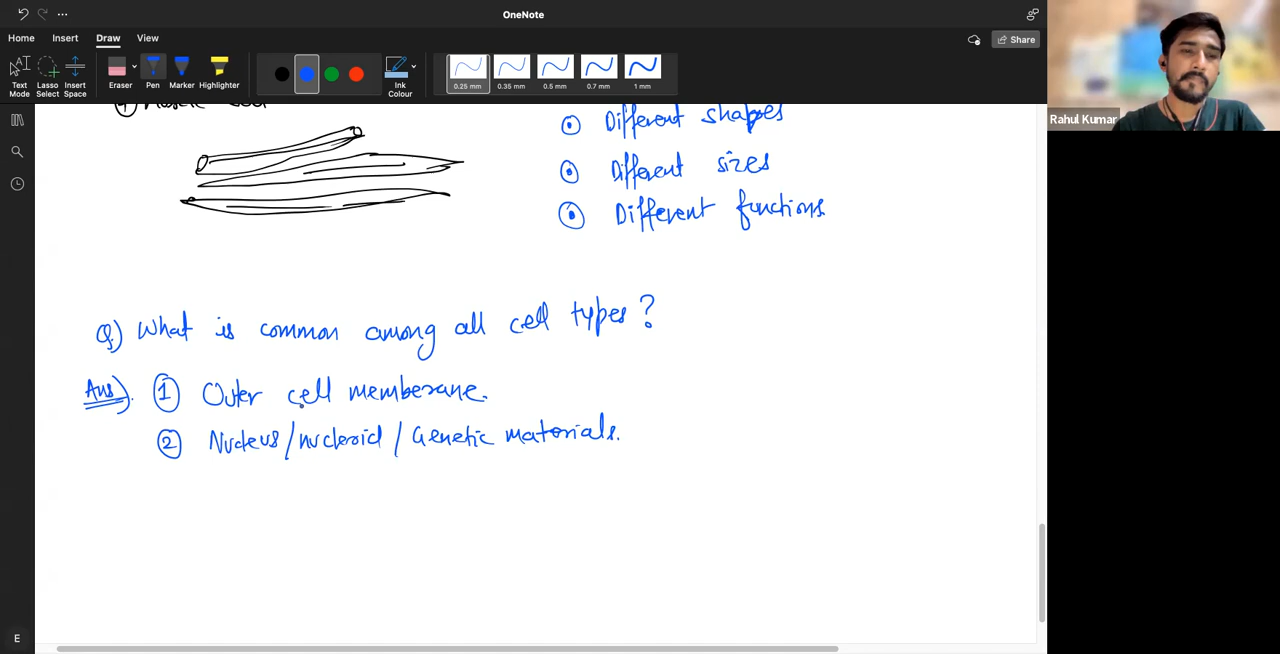 OneNote
Home Insert Draw View
Share
Text Mode
Lasso Select
Insert Space
Eraser
Pen
Marker
Highlighter
Ink Colour
0.25 mm
0.35 mm
0.5 mm
0.7 mm
1 mm
Rahul Kumar
Different shapes
Different sizes
Different functions
Q) What is common among all cell types?
Ans). 1 Outer cell memberane.
2 Nucleus/nucleoid/Genetic materials.
E